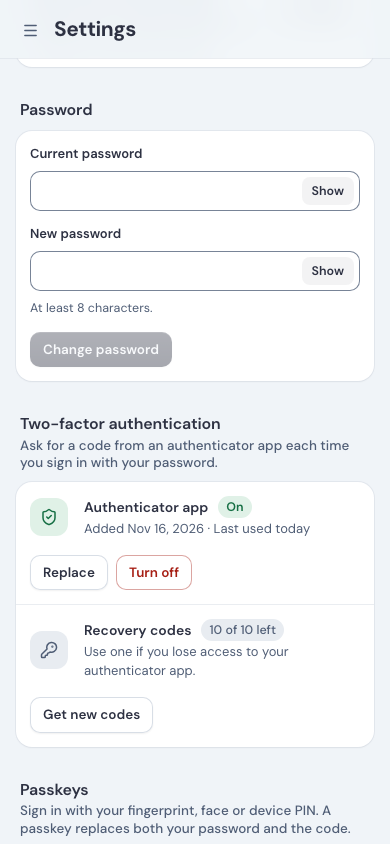 Settings
Password
Current password
Show
New password
Show
At least 8 characters.
Change password
Two-factor authentication
Ask for a code from an authenticator app each time
you sign in with your password.
Authenticator app On
Added Nov 16, 2026 · Last used today
Replace Turn off
Recovery codes 10 of 10 left
Use one if you lose access to your
authenticator app.
Get new codes
Passkeys
Sign in with your fingerprint, face or device PIN. A
passkey replaces both your password and the code.